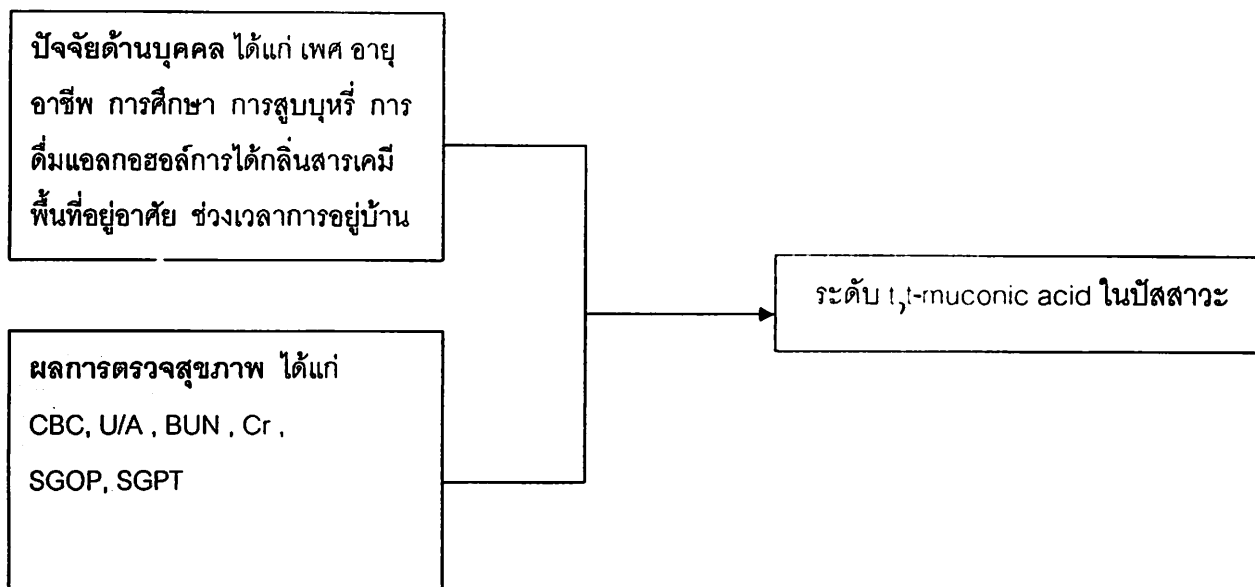 ปัจจัยด้านบุคคล ได้แก่ เพศ อายุ
อาชีพ การศึกษา การสูบบุหรี่ การ
ดื่มแอลกอฮอล์การได้กลิ่นสารเคมี
พื้นที่อยู่อาศัย ช่วงเวลาการอยู่บ้าน
ระดับ t,t-muconic acid ในปัสสาวะ
ผลการตรวจสุขภาพ ได้แก่
CBC, U/A , BUN , Cr ,
SGOP, SGPT